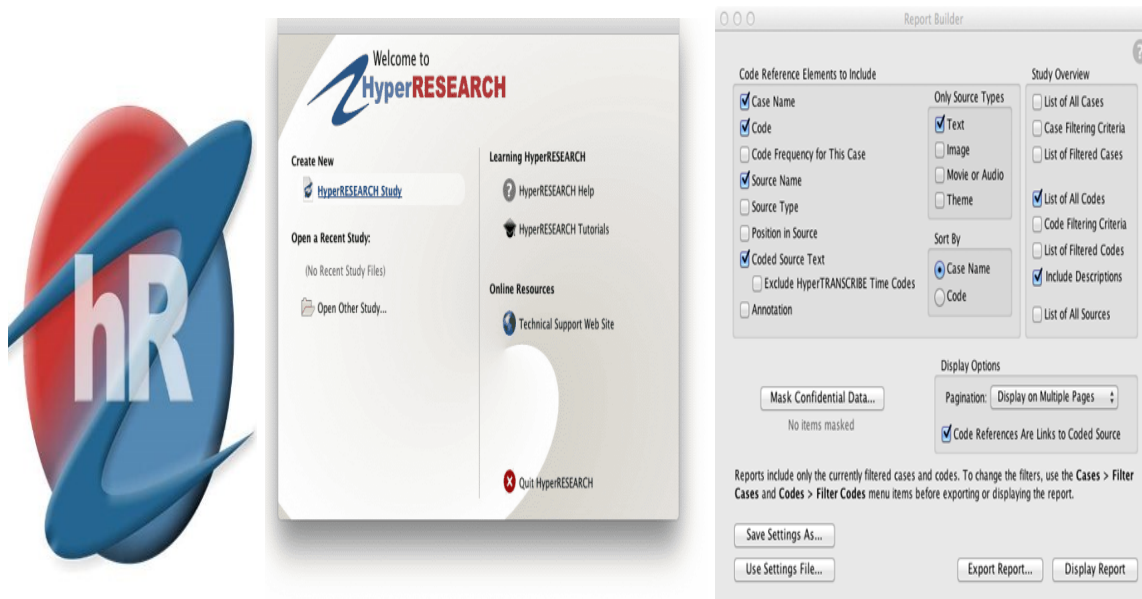 hR
Welcome to
HyperRESEARCH
Create New
HyperRESEARCH Study
Open a Recent Study:
(No Recent Study Files)
Open Other Study...
Learning HyperRESEARCH
HyperRESEARCH Help
HyperRESEARCH Tutorials
Online Resources
Technical Support Web Site
Quit HyperRESEARCH
Report Builder
?
Code Reference Elements to Include
Case Name
Code
Code Frequency for This Case
Source Name
Source Type
Position in Source
Coded Source Text
Exclude HyperTRANSCRIBE Time Codes
Annotation
Only Source Types
Text
Image
Movie or Audio
Theme
Sort By
Case Name
Code
Study Overview
List of All Cases
Case Filtering Criteria
List of Filtered Cases
List of All Codes
Code Filtering Criteria
List of Filtered Codes
Include Descriptions
List of All Sources
Mask Confidential Data...
No items masked
Display Options
Pagination: Display on Multiple Pages
Code References Are Links to Coded Source
Reports include only the currently filtered cases and codes. To change the filters, use the Cases > Filter
Cases and Codes > Filter Codes menu items before exporting or displaying the report.
Save Settings As...
Use Settings File...
Export Report...
Display Report